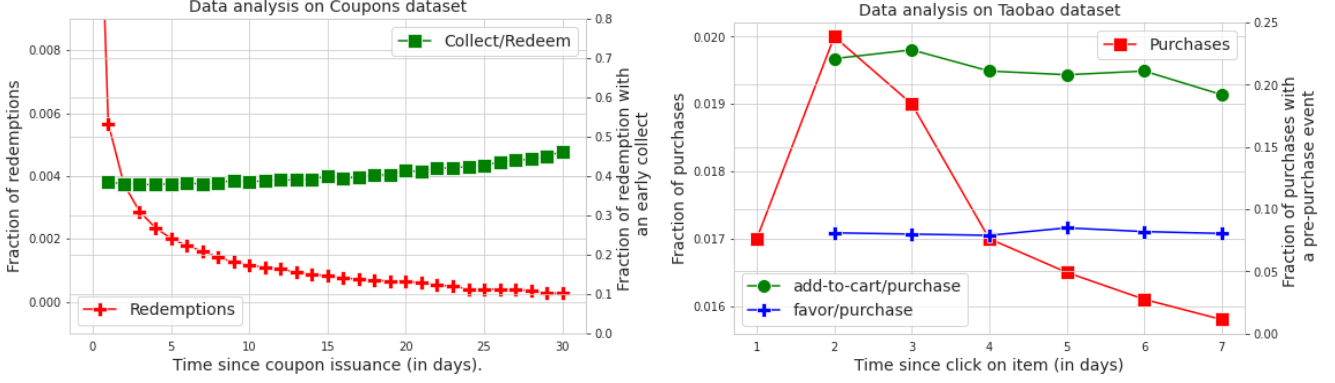 Data analysis on Coupons dataset
0.008
0.006
0.004
0.002
0.000
Fraction of redemptions
Collect/Redeem
Redemptions
0.8
0.7
0.6
0.5
0.4
0.3
0.2
0.1
0.0
Fraction of redemption with
an early collect
0
5
10
15
20
25
30
Time since coupon issuance (in days).
Data analysis on Taobao dataset
0.020
0.019
0.018
0.017
0.016
Fraction of purchases
Purchases
add-to-cart/purchase
favor/purchase
0.25
0.20
0.15
0.10
0.05
0.00
Fraction of purchases with
a pre-purchase event
1
2
3
4
5
6
7
Time since click on item (in days)